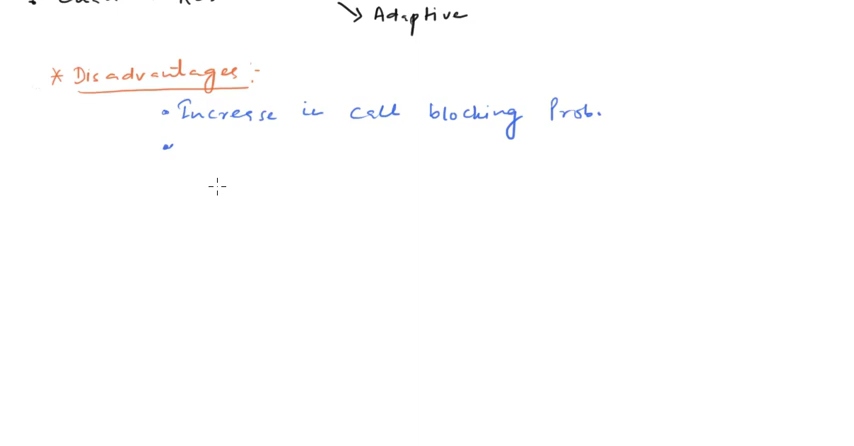 Adaptive
* Disadvantages :-
• Increase in call blocking Prob.
•